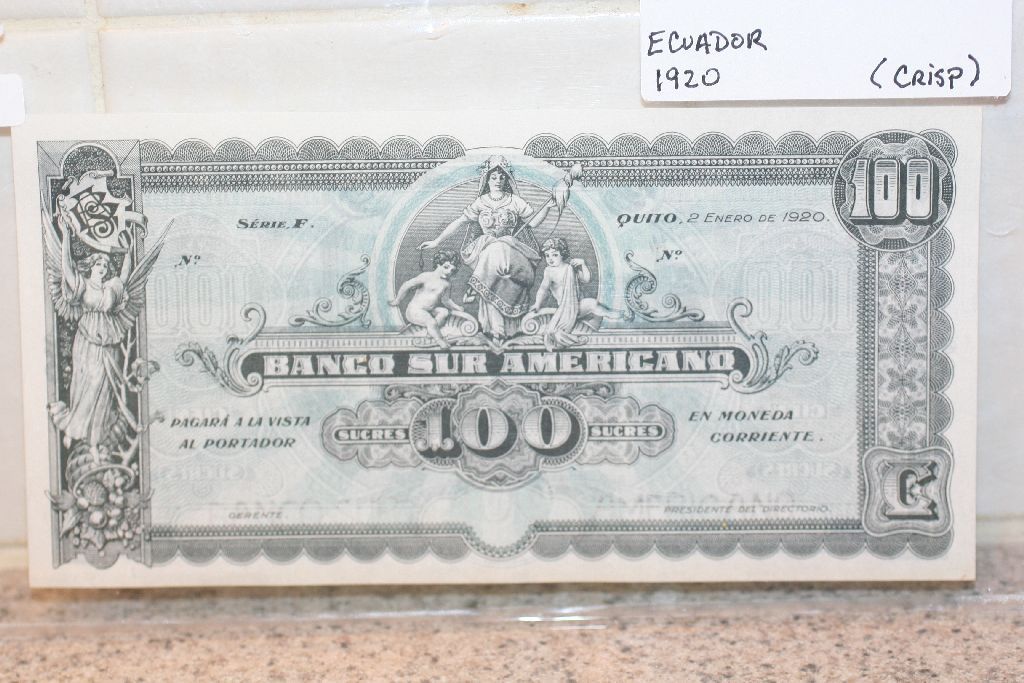 ECUADOR
1920 (CRISP)
100
SÉRIE, F.
QUITO, 2 ENERO DE 1920.
Nº
Nº
BANCO SUR AMERICANO
PAGARÁ A LA VISTA
AL PORTADOR
SUCRES 100 SUCRES
EN MONEDA
CORRIENTE.
GERENTE.
PRESIDENTE DEL DIRECTORIO.